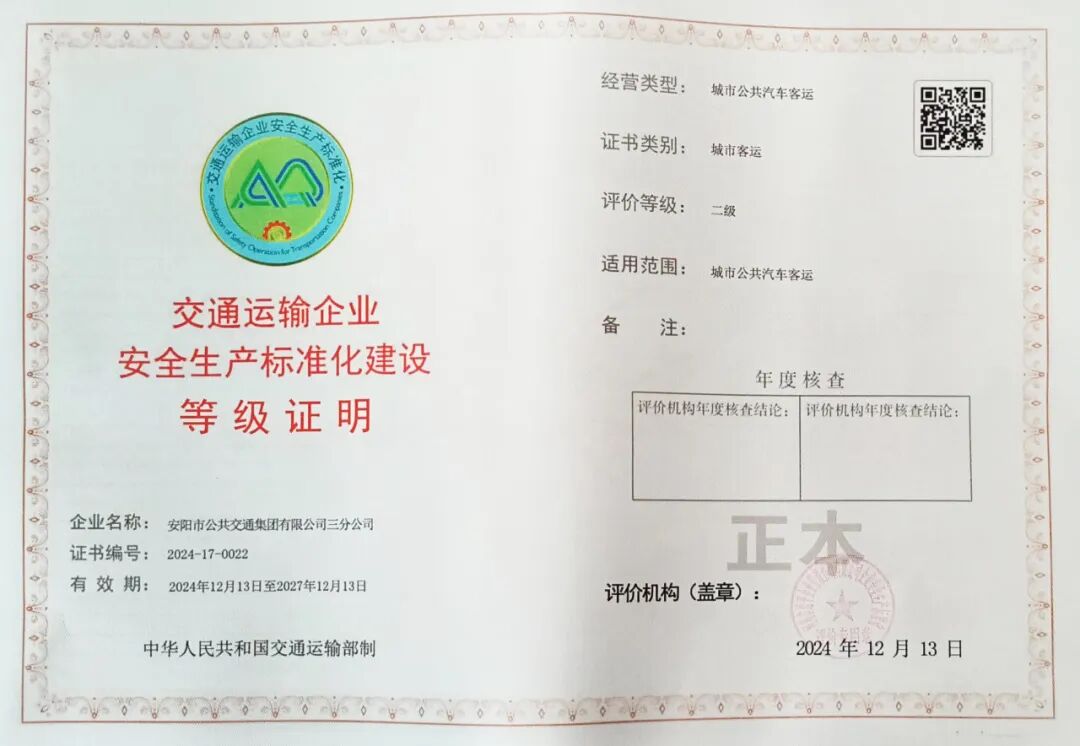 交通运输企业安全生产标准化
Standardisation of Safety Operation for Transportation Companies
交通运输企业
安全生产标准化建设
等级证明
企业名称： 安阳市公共交通集团有限公司三分公司
证书编号： 2024-17-0022
有 效 期： 2024年12月13日至2027年12月13日
中华人民共和国交通运输部制
经营类型： 城市公共汽车客运
证书类别： 城市客运
评价等级： 二级
适用范围： 城市公共汽车客运
备 注：
年度核查
评价机构年度核查结论： 评价机构年度核查结论：
正本
评价机构（盖章）：
2024 年 12 月 13 日